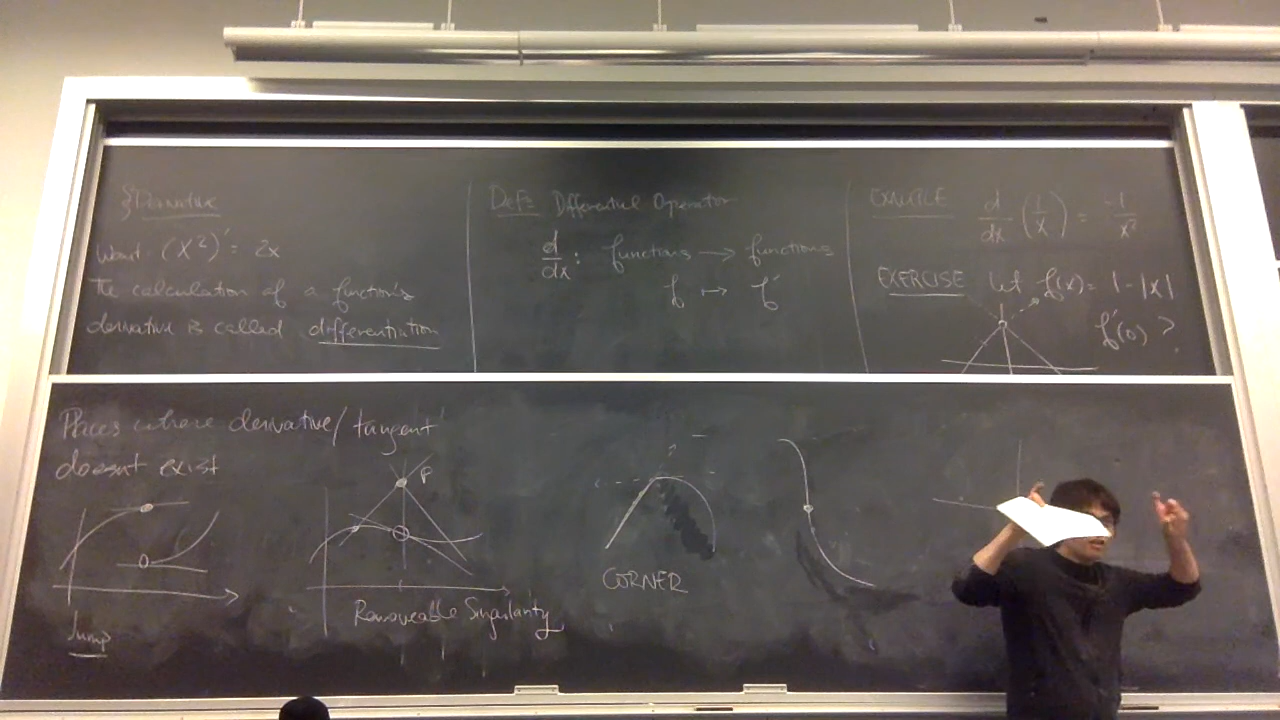 § Derivative
Want (x²)' = 2x
The calculation of a function's
derivative is called differentiation
Def: Differential Operator
d/dx : functions → functions
f ↦ f'
EXAMPLE d/dx (1/x) = -1/x²
EXERCISE let f(x) = 1-|x|
f'(0) ?
Places where derivative/tangent
doesnt exist
P
Jump
Removeable Singularity
CORNER